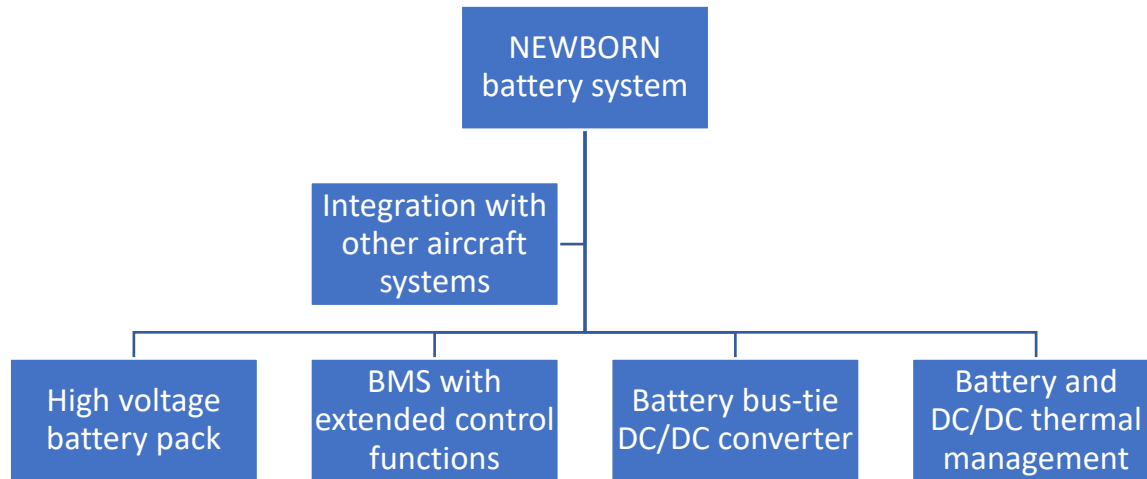 NEWBORN
battery system
Integration with
other aircraft
systems
High voltage
battery pack
BMS with
extended control
functions
Battery bus-tie
DC/DC converter
Battery and
DC/DC thermal
management